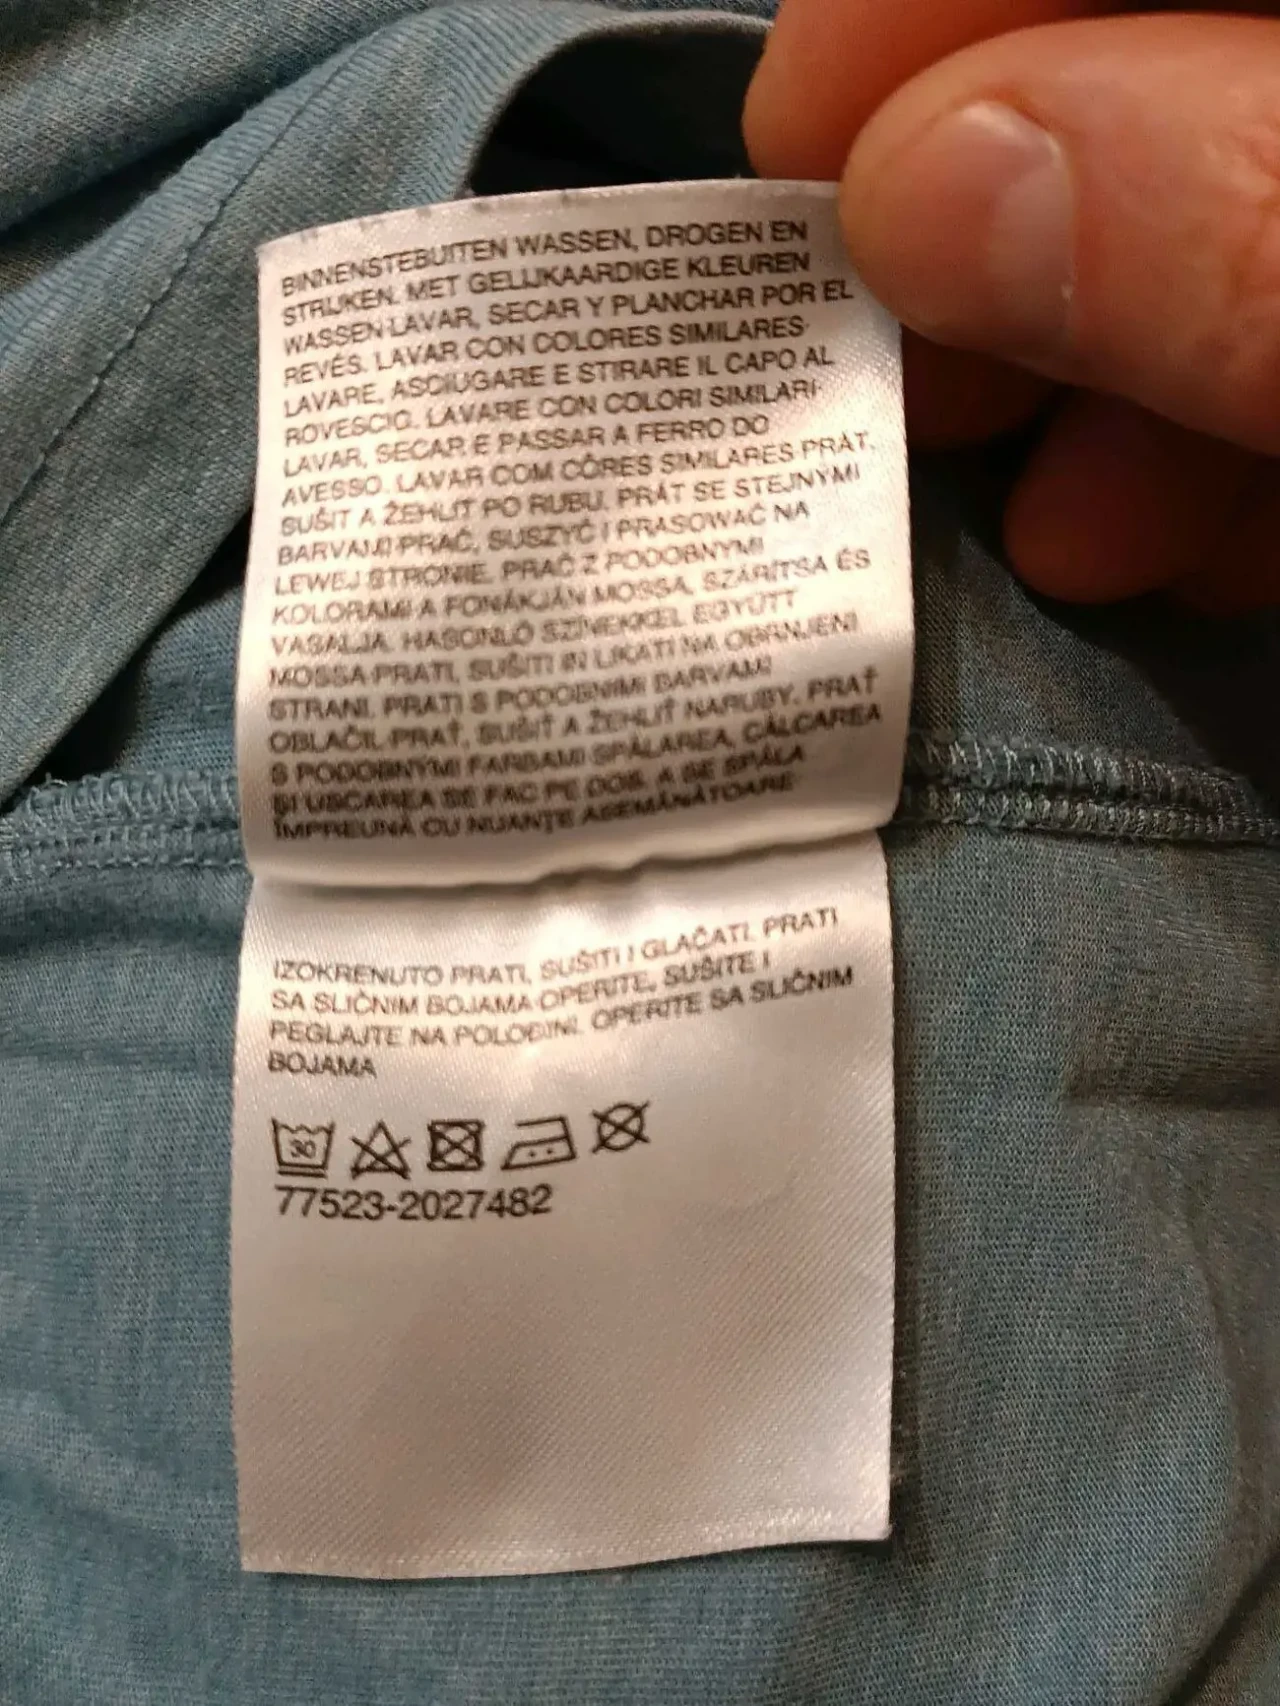 BINNENSTEBUITEN WASSEN, DROGEN EN
STRIJKEN. MET GELIJKAARDIGE KLEUREN
WASSEN·LAVAR, SECAR Y PLANCHAR POR EL
REVÉS. LAVAR CON COLORES SIMILARES·
LAVARE, ASCIUGARE E STIRARE IL CAPO AL
ROVESCIO. LAVARE CON COLORI SIMILARI·
LAVAR, SECAR E PASSAR A FERRO DO
AVESSO. LAVAR COM CÔRES SIMILARES·PRÁT,
SUŠIT A ŽEHLIT PO RUBU. PRÁT SE STEJNÝMI
BARVAMI·PRAĆ, SUSZYĆ I PRASOWAĆ NA
LEWEJ STRONIE. PRAĆ Z PODOBNYMI
KOLORAMI·A FONÁKJÁN MOSSA, SZÁRÍTSA ÉS
VASALJA. HASONLÓ SZÍNEKKEL EGYÜTT
MOSSA·PRATI, SUŠITI IN LIKATI NA OBRNJENI
STRANI. PRATI S PODOBNIMI BARVAMI
OBLAČIL·PRAŤ, SUŠIŤ A ŽEHLIŤ NARUBY. PRAŤ
S PODOBNÝMI FARBAMI·SPĂLAREA, CĂLCAREA
ȘI USCAREA SE FAC PE DOS. A SE SPĂLA
ÎMPREUNĂ CU NUANŢE ASEMĂNĂTOARE·
IZOKRENUTO PRATI, SUŠITI I GLAČATI. PRATI
SA SLIČNIM BOJAMA·OPERITE, SUŠITE I
PEGLAJTE NA POLOĐINI. OPERITE SA SLIČNIM
BOJAMA
30
77523-2027482